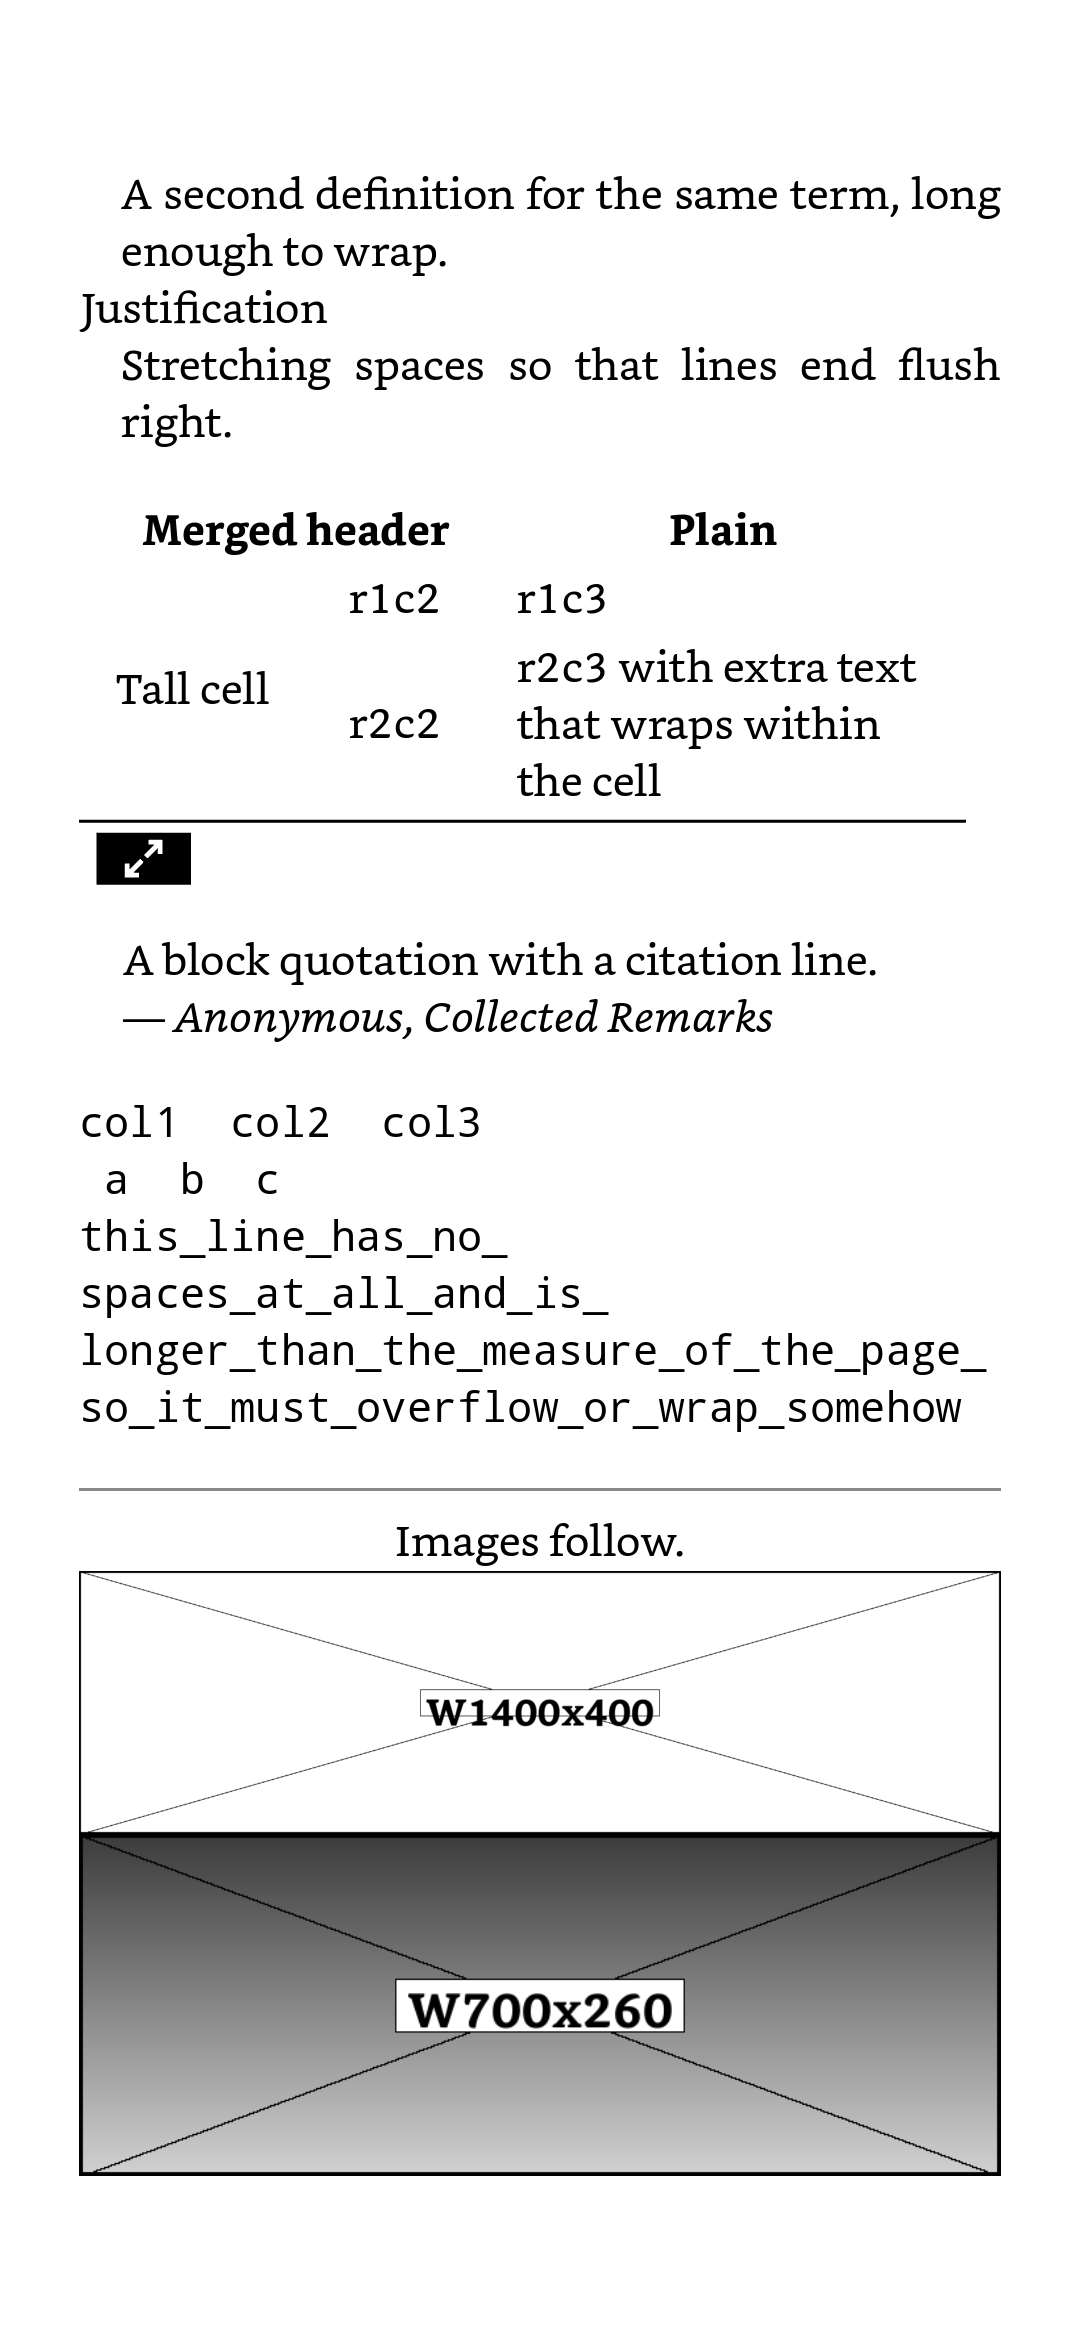 A second definition for the same term, long
enough to wrap.
Justification
Stretching spaces so that lines end flush
right.
Merged header Plain
r1c2 r1c3
Tall cell
r2c2
r2c3 with extra text
that wraps within
the cell
A block quotation with a citation line.
— Anonymous, Collected Remarks
col1  col2  col3
 a  b  c
this_line_has_no_
spaces_at_all_and_is_
longer_than_the_measure_of_the_page_
so_it_must_overflow_or_wrap_somehow
Images follow.
W1400x400
W700x260